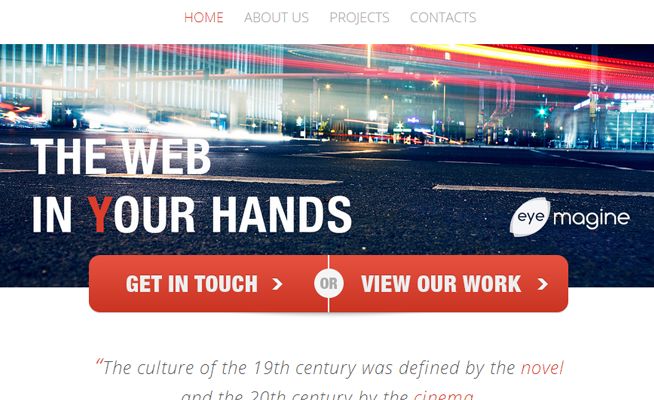 HOME ABOUT US PROJECTS CONTACTS
THE WEB
IN YOUR HANDS
eye magine
GET IN TOUCH OR VIEW OUR WORK
“The culture of the 19th century was defined by the novel
and the 20th century by the cinema